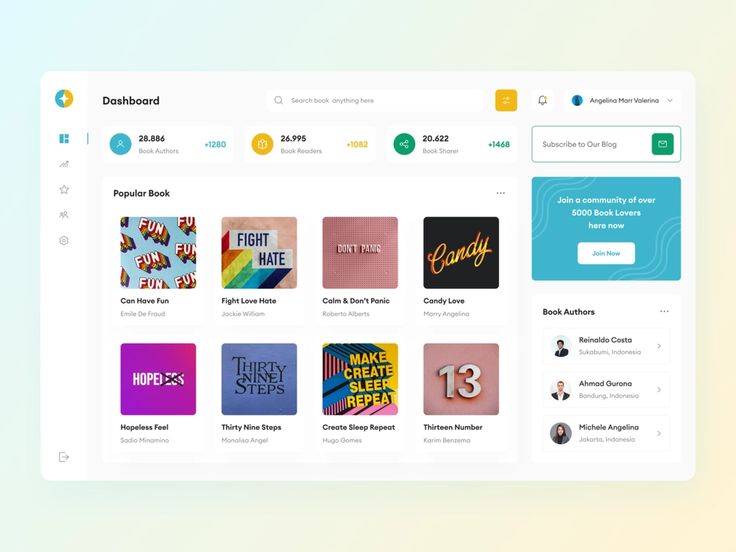 Dashboard
Search book anything here
Angelina Marr Valerina
28.886
Book Authors
+1280
26.995
Book Readers
+1082
20.622
Book Sharer
+1468
Subscribe to Our Blog
Popular Book
FUN
FUN
FUN
FUN
FUN
FIGHT
HATE
DON'T PANIC
Candy
Can Have Fun
Emile De Fraud
Fight Love Hate
Jackie William
Calm & Don't Panic
Roberto Alberts
Candy Love
Marry Angelina
HOPELESS
THIRTY
NINEY
STEPS
MAKE
CREATE
SLEEP
REPEAT
13
Hopeless Feel
Sadio Minamino
Thirty Nine Steps
Monalisa Angel
Create Sleep Repeat
Hugo Gomes
Thirteen Number
Karim Benzema
Join a community of over
5000 Book Lovers
here now
Join Now
Book Authors
Reinaldo Costa
Sukabumi, Indonesia
Ahmad Gurona
Bandung, Indonesia
Michele Angelina
Jakarta, Indonesia